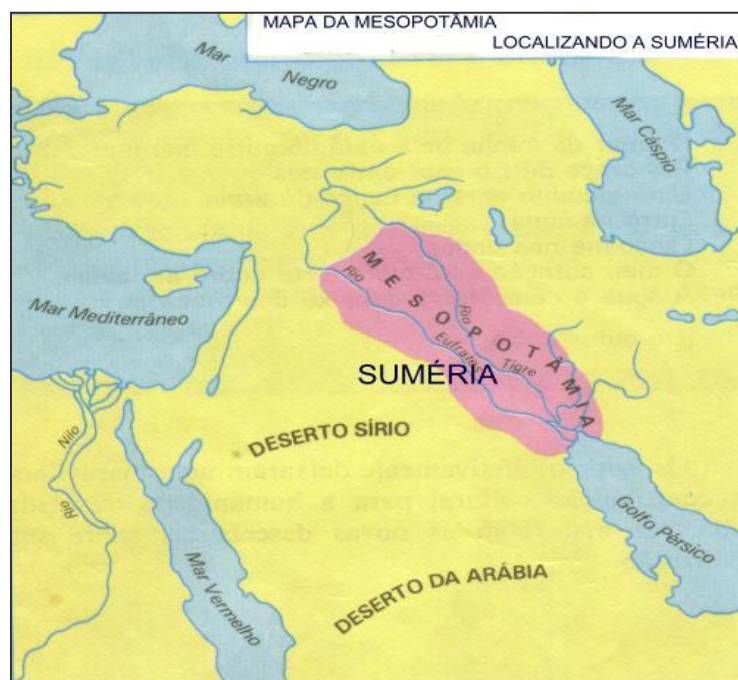 MAPA DA MESOPOTÂMIA
LOCALIZANDO A SUMÉRIA
Mar
Negro
Mar Cáspio
Mar Mediterrâneo
MESOPOTÂMIA
Rio
Eufrates
Rio
Tigre
SUMÉRIA
DESERTO SÍRIO
Nilo
Rio
Mar Vermelho
DESERTO DA ARÁBIA
Golfo Pérsico